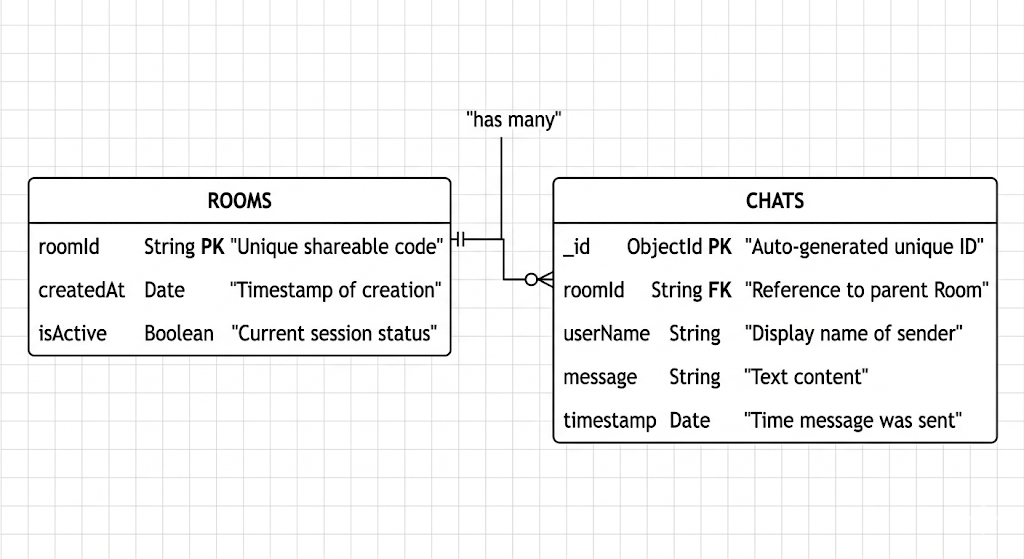 "has many"
ROOMS
roomId String PK "Unique shareable code"
createdAt Date "Timestamp of creation"
isActive Boolean "Current session status"
CHATS
_id ObjectId PK "Auto-generated unique ID"
roomId String FK "Reference to parent Room"
userName String "Display name of sender"
message String "Text content"
timestamp Date "Time message was sent"